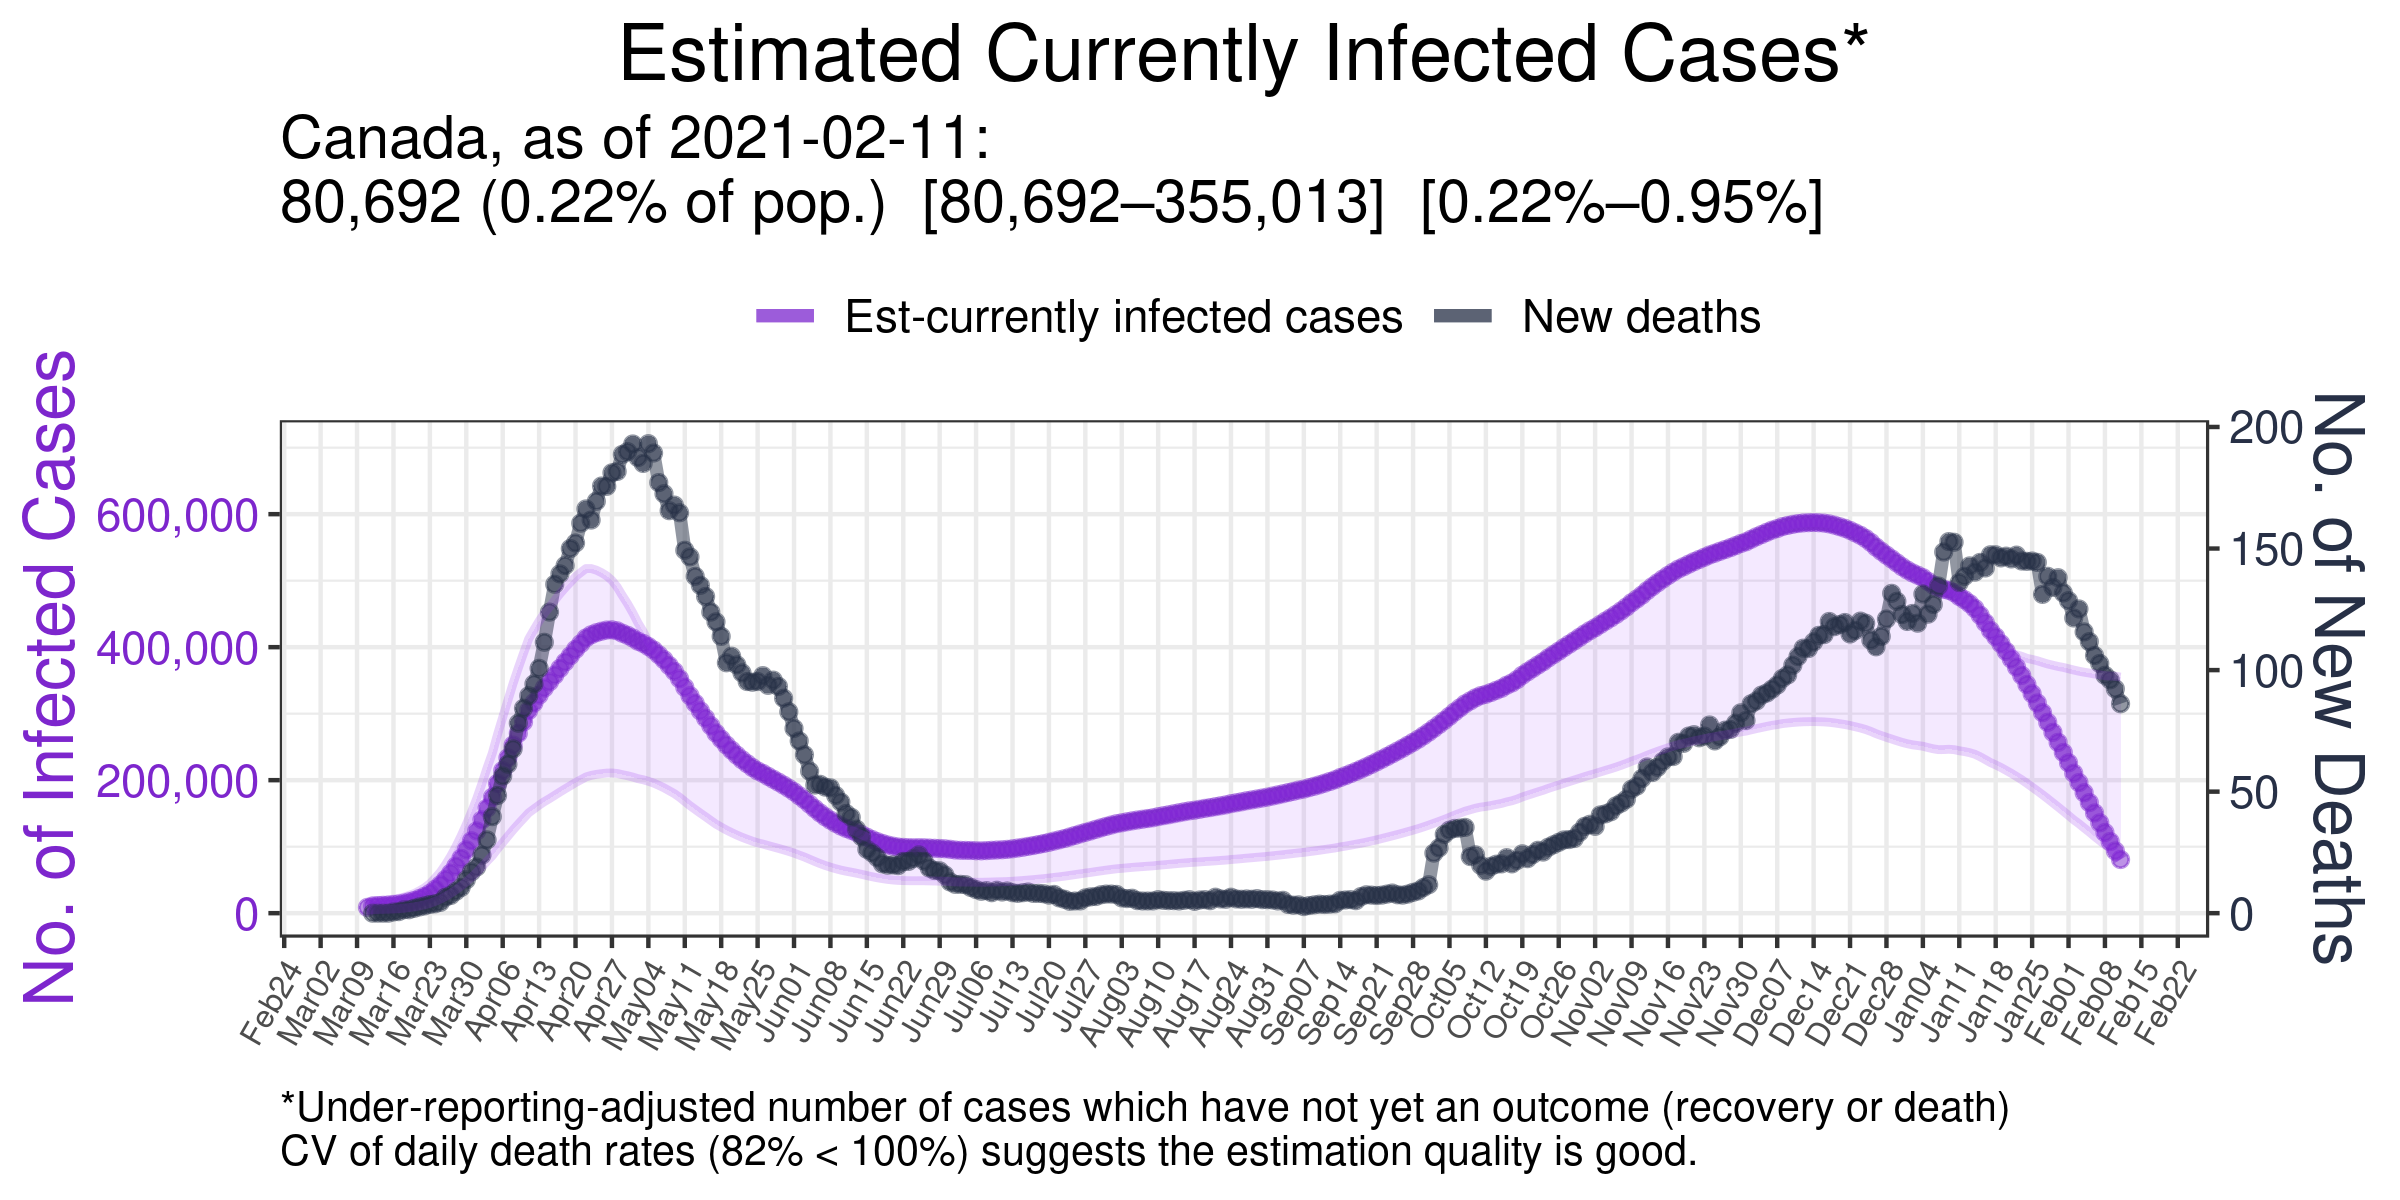 Estimated Currently Infected Cases*
Canada, as of 2021-02-11:
80,692 (0.22% of pop.) [80,692–355,013] [0.22%–0.95%]
Est-currently infected cases
New deaths
No. of Infected Cases
600,000
400,000
200,000
0
200
150
100
50
0
No. of New Deaths
Feb24
Mar02
Mar09
Mar16
Mar23
Mar30
Apr06
Apr13
Apr20
Apr27
May04
May11
May18
May25
Jun01
Jun08
Jun15
Jun22
Jun29
Jul06
Jul13
Jul20
Jul27
Aug03
Aug10
Aug17
Aug24
Aug31
Sep07
Sep14
Sep21
Sep28
Oct05
Oct12
Oct19
Oct26
Nov02
Nov09
Nov16
Nov23
Nov30
Dec07
Dec14
Dec21
Dec28
Jan04
Jan11
Jan18
Jan25
Feb01
Feb08
Feb15
Feb22
*Under-reporting-adjusted number of cases which have not yet an outcome (recovery or death)
CV of daily death rates (82% < 100%) suggests the estimation quality is good.